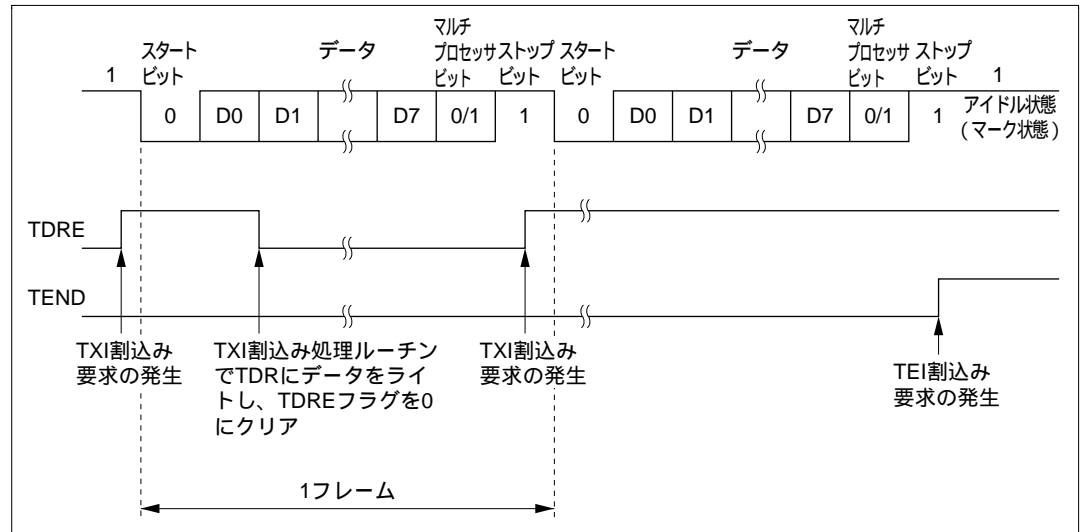 スタート
ビット
データ
マルチ
プロセッサ
ビット
ストップ
ビット
スタート
ビット
データ
マルチ
プロセッサ
ビット
ストップ
ビット
1 0 D0 D1 D7 0/1 1 0 D0 D1 D7 0/1 1 1
アイドル状態
(マーク状態)
TDRE
TEND
TXI割込み
要求の発生
TXI割込み処理ルーチン
でTDRにデータをライ
トし、TDREフラグを0
にクリア
TXI割込み
要求の発生
TEI割込み
要求の発生
1フレーム